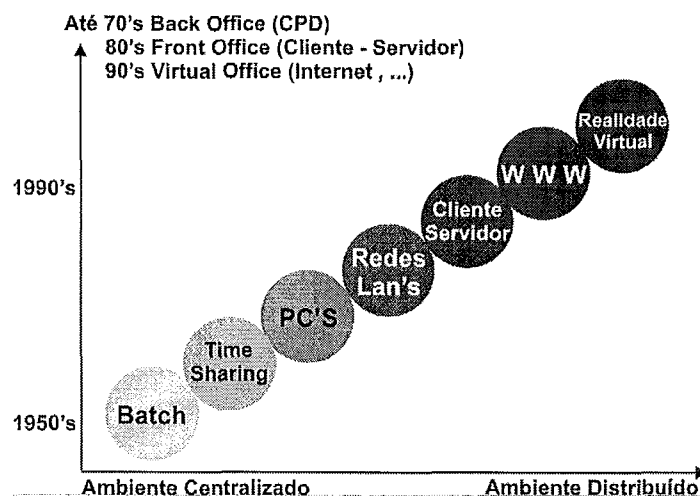 Até 70's Back Office (CPD)
80's Front Office (Cliente - Servidor)
90's Virtual Office (Internet , ...)
Realidade
Virtual
W W W
1990's
Cliente
Servidor
Redes
Lan's
PC'S
Time
Sharing
Batch
1950's
Ambiente Centralizado
Ambiente Distribuído